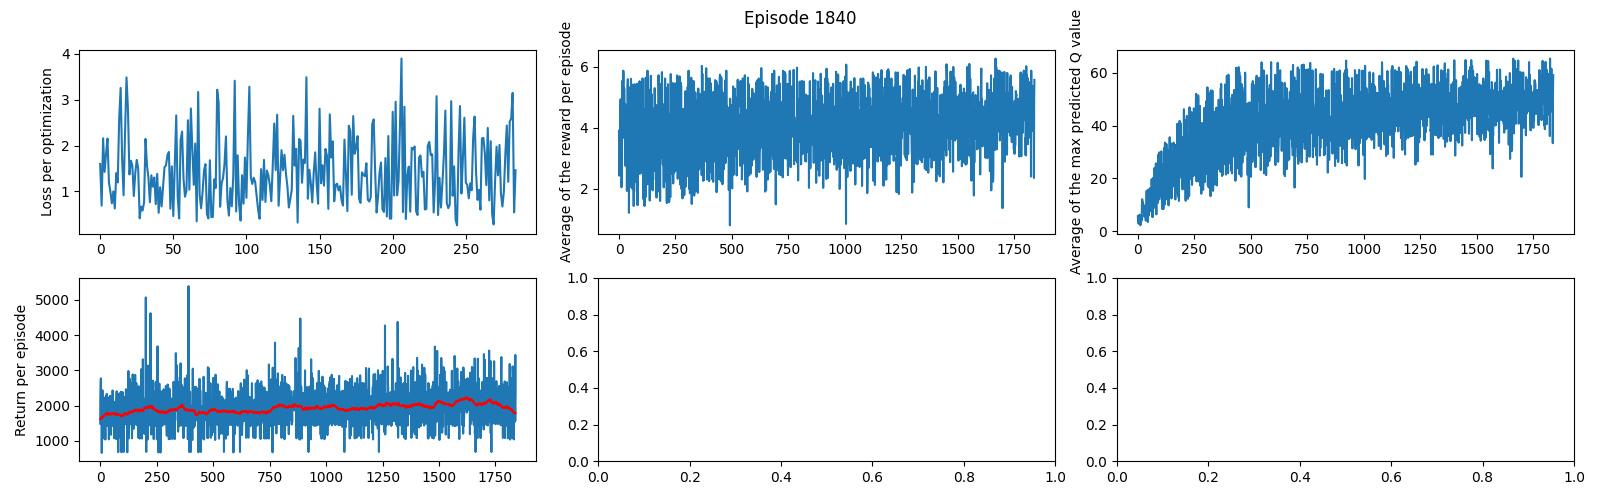 Episode 1840
Loss per optimization
4
3
2
1
0 50 100 150 200 250
Average of the reward per episode
6
4
2
0 250 500 750 1000 1250 1500 1750
Average of the max predicted Q value
60
40
20
0
0 250 500 750 1000 1250 1500 1750
Return per episode
5000
4000
3000
2000
1000
0 250 500 750 1000 1250 1500 1750
1.0
0.8
0.6
0.4
0.2
0.0
0.0 0.2 0.4 0.6 0.8 1.0
1.0
0.8
0.6
0.4
0.2
0.0
0.0 0.2 0.4 0.6 0.8 1.0